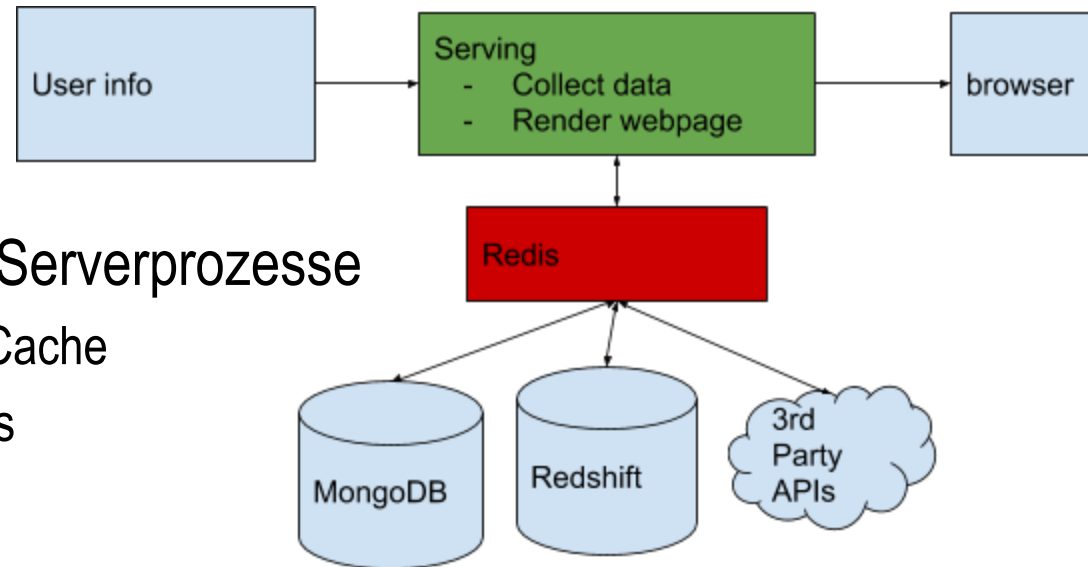 User info
Serving
- Collect data
- Render webpage
browser
Redis
Serverprozesse
Cache
s
MongoDB
Redshift
3rd
Party
APIs